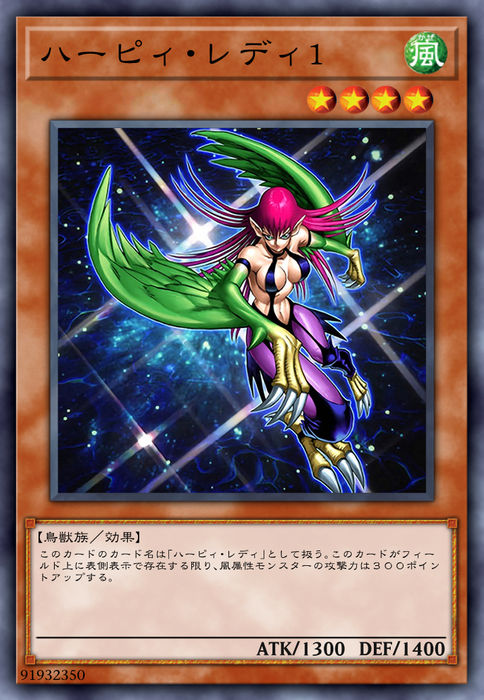 ハーピィ・レディ1
風
かぜ
【鳥獣族／効果】
このカードのカード名は「ハーピィ・レディ」として扱う。このカードがフィー
ルド上に表側表示で存在する限り、風属性モンスターの攻撃力は３００ポイン
トアップする。
ATK/1300 DEF/1400
91932350